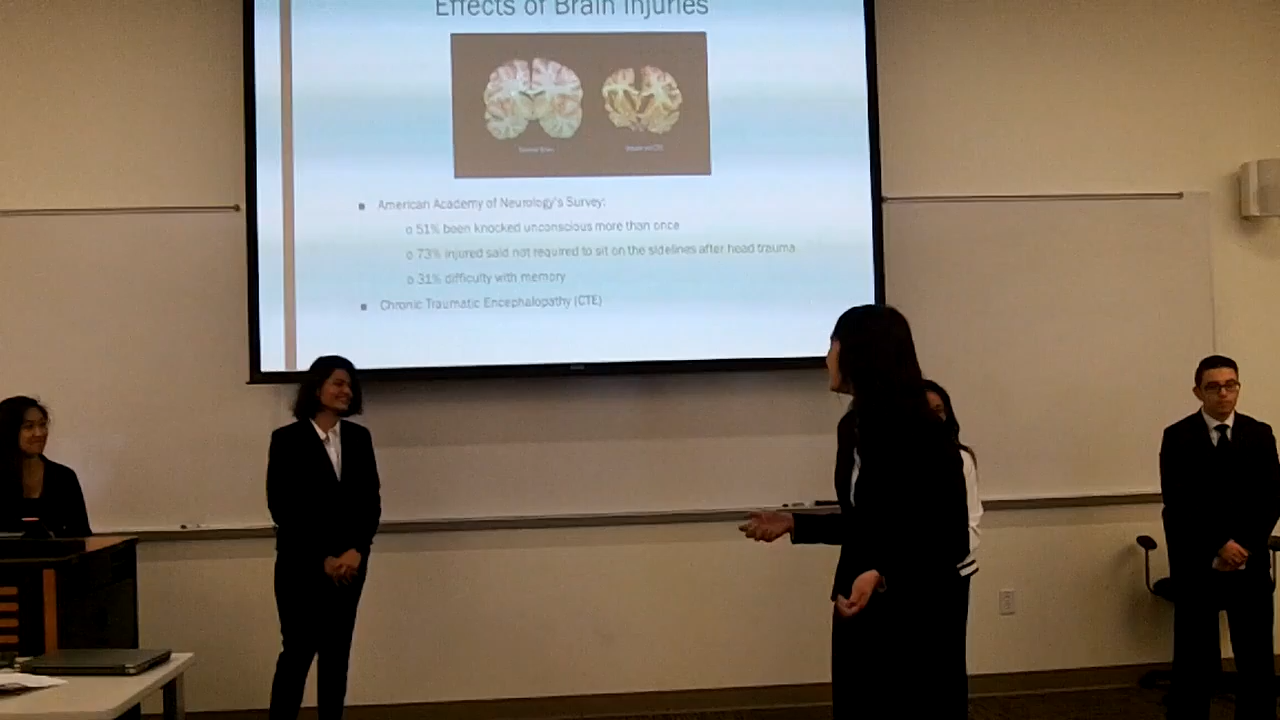 Effects of Brain Injuries
American Academy of Neurology's Survey:
51% been knocked unconscious more than once
73% injured said not required to sit on the sidelines after head trauma
31% difficulty with memory
Chronic Traumatic Encephalopathy (CTE)